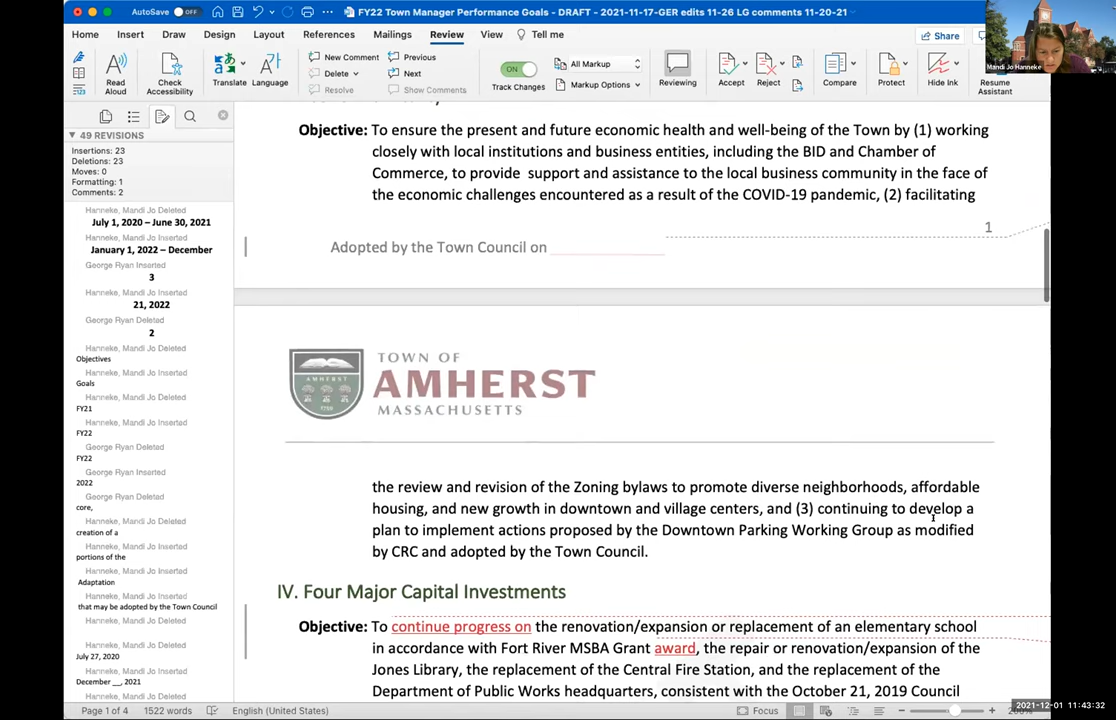 AutoSave OFF
FY22 Town Manager Performance Goals - DRAFT - 2021-11-17-GER edits 11-26 LG comments 11-20-21
Home Insert Draw Design Layout References Mailings Review View Tell me
Share
Read Aloud
Check Accessibility
Translate
Language
New Comment
Delete
Resolve
Previous
Next
Show Comments
ON
Track Changes
All Markup
Markup Options
Reviewing
Accept
Reject
Compare
Protect
Hide Ink
Resume Assistant
Mandi Jo Hanneke
49 REVISIONS
Insertions: 23
Deletions: 23
Moves: 0
Formatting: 1
Comments: 2
Hanneke, Mandi Jo Deleted
July 1, 2020 – June 30, 2021
Hanneke, Mandi Jo Inserted
January 1, 2022 – December
George Ryan Inserted
3
Hanneke, Mandi Jo Inserted
21, 2022
George Ryan Deleted
2
Hanneke, Mandi Jo Deleted
Objectives
Hanneke, Mandi Jo Inserted
Goals
Hanneke, Mandi Jo Deleted
FY21
Hanneke, Mandi Jo Inserted
FY22
George Ryan Deleted
FY22
George Ryan Inserted
2022
George Ryan Deleted
core,
Hanneke, Mandi Jo Deleted
creation of a
Hanneke, Mandi Jo Inserted
portions of the
Hanneke, Mandi Jo Inserted
Adaptation
Hanneke, Mandi Jo Inserted
that may be adopted by the Town Council
Hanneke, Mandi Jo Deleted
Hanneke, Mandi Jo Deleted
July 27, 2020
Hanneke, Mandi Jo Inserted
December __, 2021
Hanneke, Mandi Jo Deleted
Objective: To ensure the present and future economic health and well-being of the Town by (1) working
closely with local institutions and business entities, including the BID and Chamber of
Commerce, to provide support and assistance to the local business community in the face of
the economic challenges encountered as a result of the COVID-19 pandemic, (2) facilitating
1
Adopted by the Town Council on
AMHERST
1759
TOWN OF
AMHERST
MASSACHUSETTS
the review and revision of the Zoning bylaws to promote diverse neighborhoods, affordable
housing, and new growth in downtown and village centers, and (3) continuing to develop a
plan to implement actions proposed by the Downtown Parking Working Group as modified
by CRC and adopted by the Town Council.
IV. Four Major Capital Investments
Objective: To continue progress on the renovation/expansion or replacement of an elementary school
in accordance with Fort River MSBA Grant award, the repair or renovation/expansion of the
Jones Library, the replacement of the Central Fire Station, and the replacement of the
Department of Public Works headquarters, consistent with the October 21, 2019 Council
Page 1 of 4 1522 words English (United States) Focus
2021-12-01 11:43:32